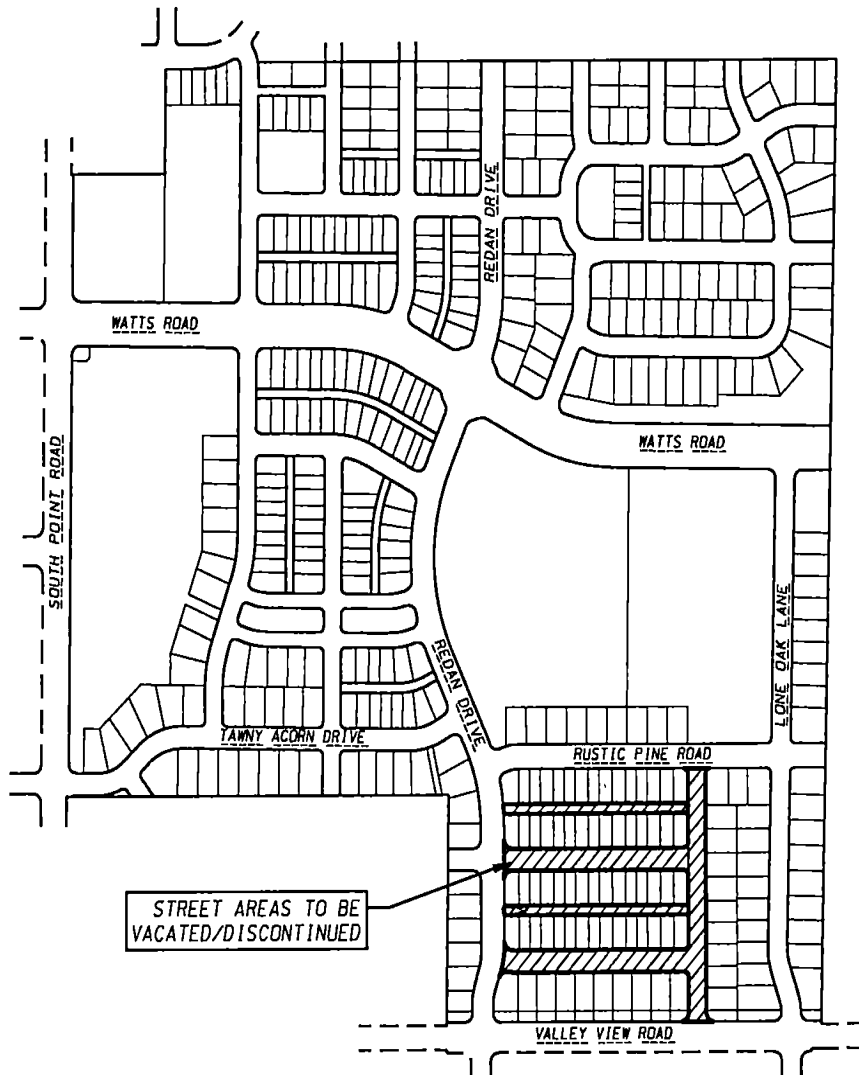 REDAN DRIVE
WATTS ROAD
WATTS ROAD
SOUTH POINT ROAD
LONE OAK LANE
REDAN DRIVE
TAWNY ACORN DRIVE
RUSTIC PINE ROAD
STREET AREAS TO BE
VACATED/DISCONTINUED
VALLEY VIEW ROAD